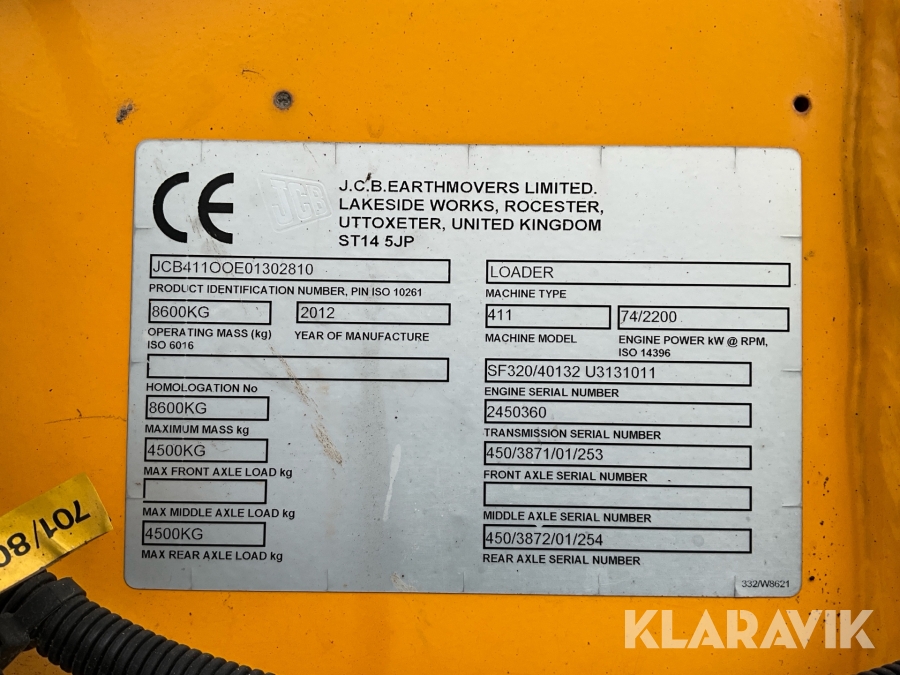 CE
JCB
J.C.B.EARTHMOVERS LIMITED.
LAKESIDE WORKS, ROCESTER,
UTTOXETER, UNITED KINGDOM
ST14 5JP
JCB411OOE01302810
PRODUCT IDENTIFICATION NUMBER, PIN ISO 10261
8600KG
2012
OPERATING MASS (kg)
ISO 6016
YEAR OF MANUFACTURE
HOMOLOGATION No
8600KG
MAXIMUM MASS kg
4500KG
MAX FRONT AXLE LOAD kg
MAX MIDDLE AXLE LOAD kg
4500KG
MAX REAR AXLE LOAD kg
LOADER
MACHINE TYPE
411
74/2200
MACHINE MODEL
ENGINE POWER kW @ RPM,
ISO 14396
SF320/40132 U3131011
ENGINE SERIAL NUMBER
2450360
TRANSMISSION SERIAL NUMBER
450/3871/01/253
FRONT AXLE SERIAL NUMBER
MIDDLE AXLE SERIAL NUMBER
450/3872/01/254
REAR AXLE SERIAL NUMBER
332/W8621
701/80
KLARAVIK